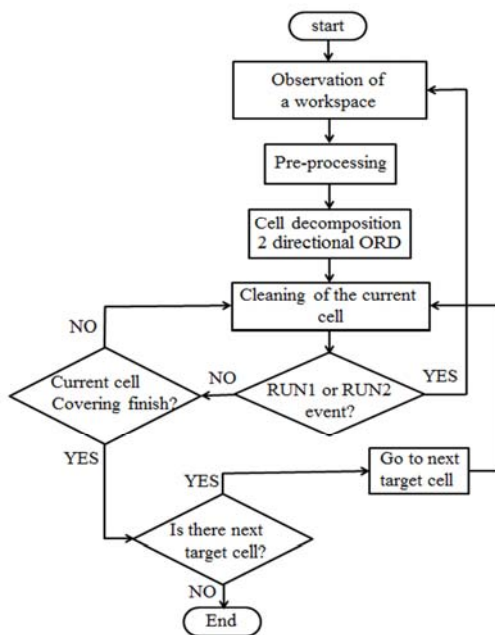 start
Observation of
a workspace
Pre-processing
Cell decomposition
2 directional ORD
Cleaning of the current
cell
NO
Current cell
Covering finish?
NO
RUN1 or RUN2
event?
YES
YES
YES
Go to next
target cell
Is there next
target cell?
NO
End